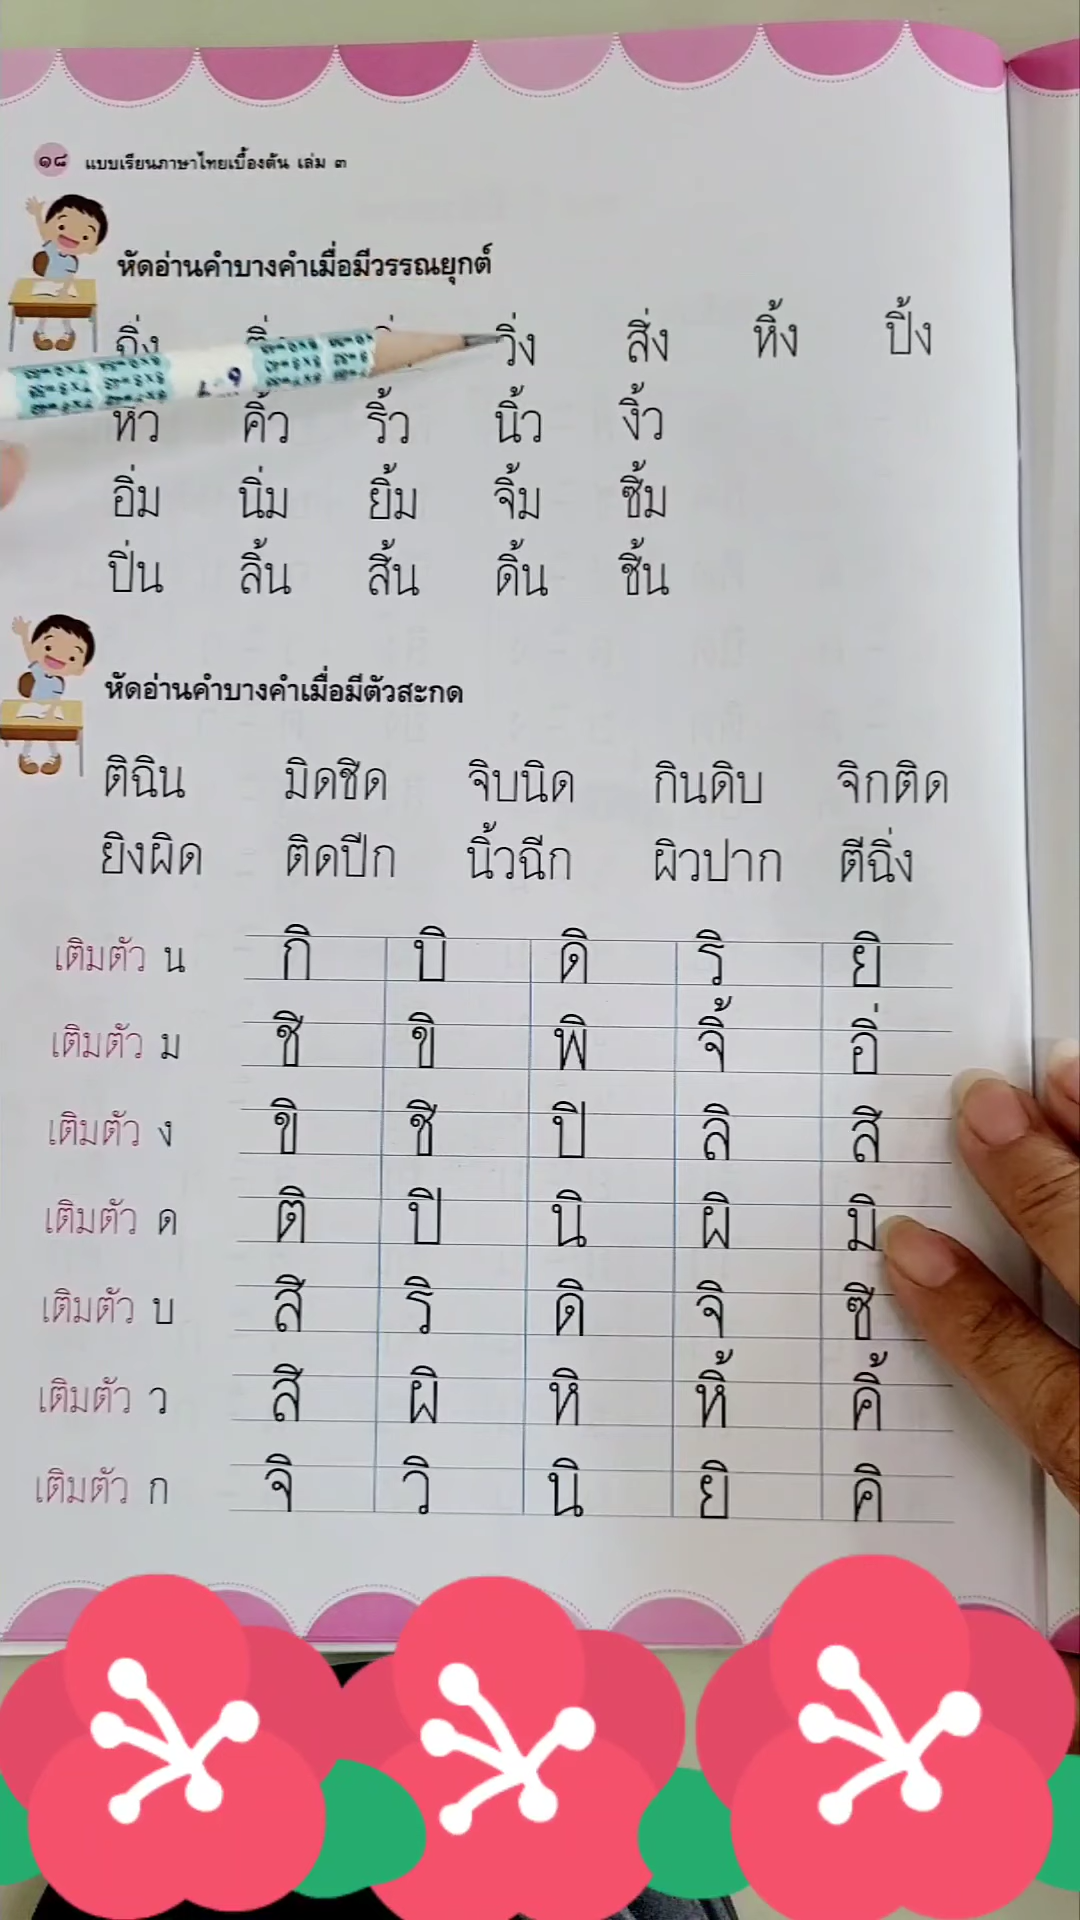 ๑๘ แบบเรียนภาษาไทยเบื้องต้น เล่ม ๓
หัดอ่านคำบางคำเมื่อมีวรรณยุกต์
วิ่ง สิ่ง หิ้ง ปิ้ง
หิ้ว คิ้ว ริ้ว นิ้ว งิ้ว
อิ่ม นิ่ม ยิ้ม จิ้ม ซิ้ม
ปิ่น ลิ้น สิ้น ดิ้น ชิ้น
หัดอ่านคำบางคำเมื่อมีตัวสะกด
ติฉิน มิดชิด จิบนิด กินดิบ จิกติด
ยิงผิด ติดปีก นิ้วฉีก ผิวปาก ตีฉิ่ง
เติมตัว น กิ บิ ดิ ริ ยิ
เติมตัว ม ชี ขิ พิ จิ้ อิ่
เติมตัว ง ขิ ชี ปิ ลิ สี
เติมตัว ด ติ ปิ นิ ผิ มิ
เติมตัว บ สี ริ ดิ จิ ซี
เติมตัว ว สี ผิ หิ หิ้ คิ้
เติมตัว ก จิ วิ นิ ยิ คิ